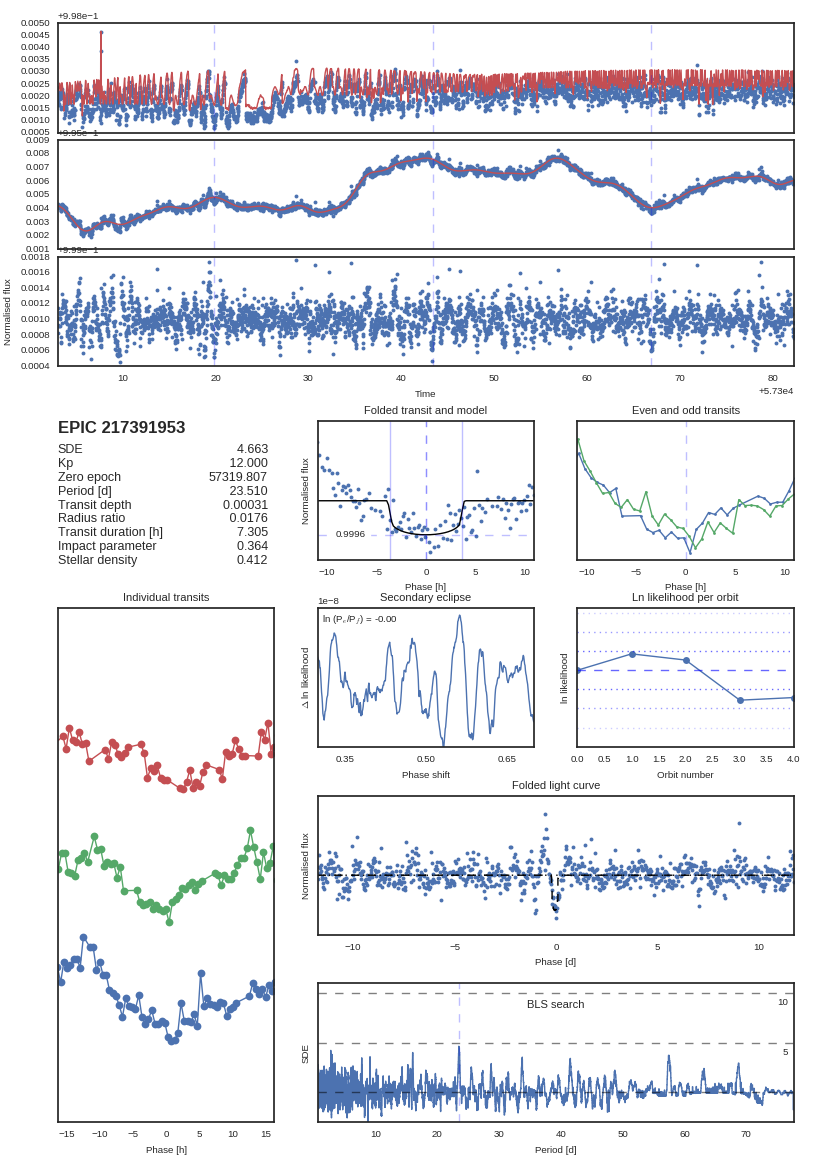 +9.98e−1
0.0050
0.0045
0.0040
0.0035
0.0030
0.0025
0.0020
0.0015
0.0010
0.0005
+9.95e−1
0.009
0.008
0.007
0.006
0.005
0.004
0.003
0.002
0.001
+9.99e−1
0.0018
0.0016
0.0014
0.0012
0.0010
0.0008
0.0006
0.0004
Normalised flux
10 20 30 40 50 60 70 80
Time
+5.73e4
EPIC 217391953
SDE 4.663
Kp 12.000
Zero epoch 57319.807
Period [d] 23.510
Transit depth 0.00031
Radius ratio 0.0176
Transit duration [h] 7.305
Impact parameter 0.364
Stellar density 0.412
Folded transit and model
Normalised flux
0.9996
−10 −5 0 5 10
Phase [h]
Even and odd transits
−10 −5 0 5 10
Phase [h]
Individual transits
−15 −10 −5 0 5 10 15
Phase [h]
Secondary eclipse
1e−8
ln (Pₑ/P𝑓) = -0.00
Δ ln likelihood
0.35 0.50 0.65
Phase shift
Ln likelihood per orbit
ln likelihood
0.0 0.5 1.0 1.5 2.0 2.5 3.0 3.5 4.0
Orbit number
Folded light curve
Normalised flux
−10 −5 0 5 10
Phase [d]
BLS search
10
5
SDE
10 20 30 40 50 60 70
Period [d]